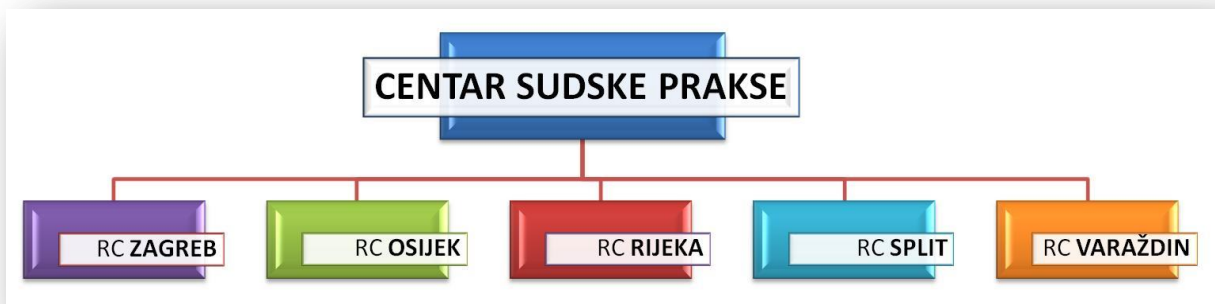 CENTAR SUDSKE PRAKSE
RC ZAGREB
RC OSIJEK
RC RIJEKA
RC SPLIT
RC VARAŽDIN